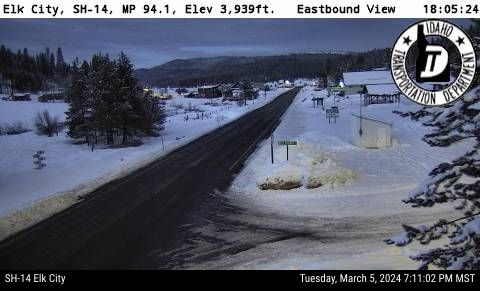 Elk City, SH-14, MP 94.1, Elev 3,939ft. Eastbound View 18:05:24
IDAHO
TRANSPORTATION DEPARTMENT
SH-14 Elk City Tuesday, March 5, 2024 7:11:02 PM MST